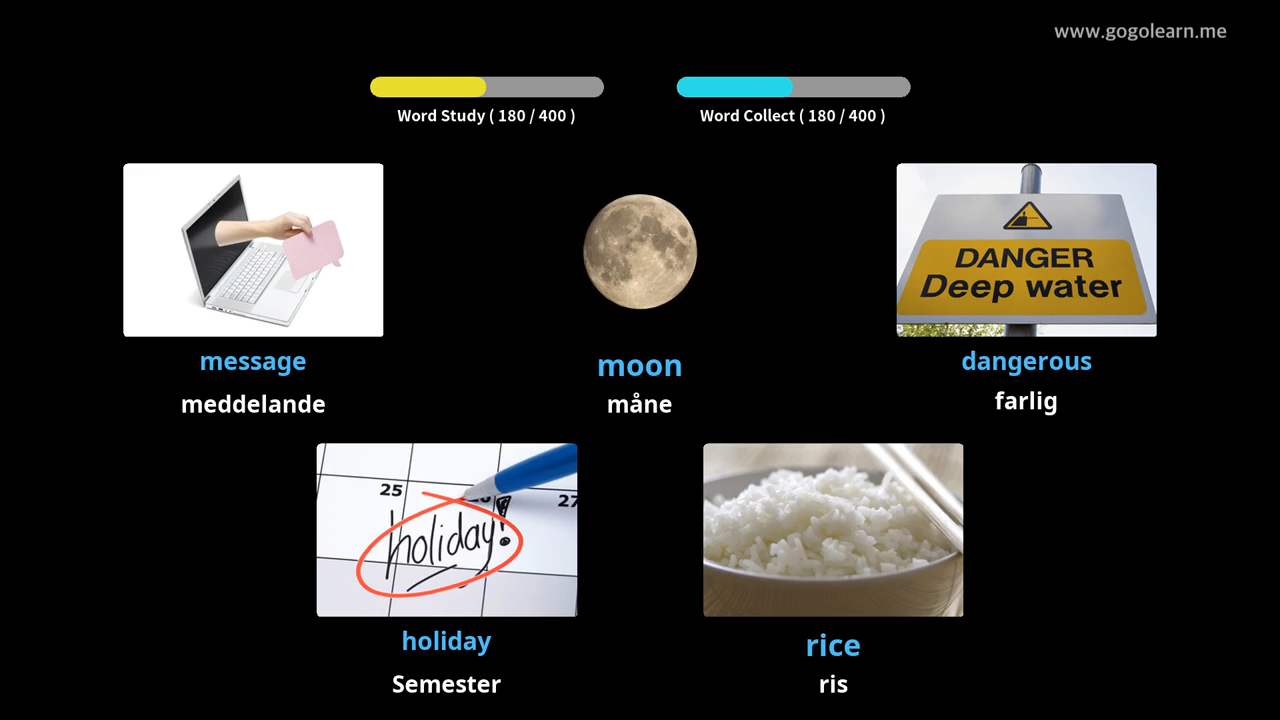 www.gogolearn.me
Word Study ( 180 / 400 )
Word Collect ( 180 / 400 )
DANGER
Deep water
message
meddelande
moon
måne
dangerous
farlig
25
27
holiday!
holiday
Semester
rice
ris